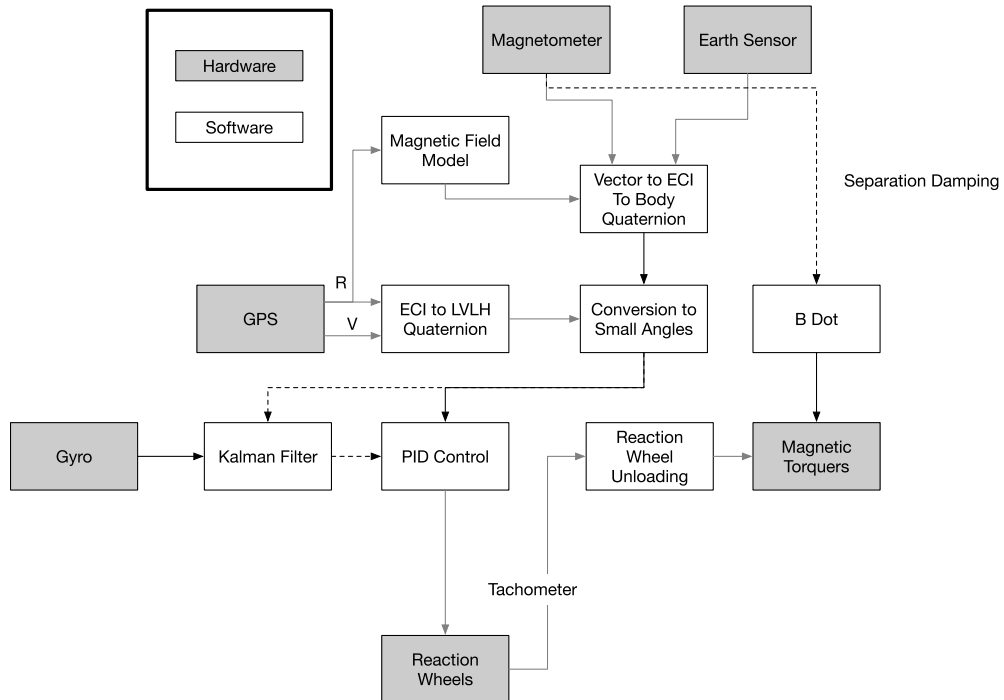 Hardware
Software
Magnetometer
Earth Sensor
Magnetic Field
Model
Vector to ECI
To Body
Quaternion
Separation Damping
R
V
GPS
ECI to LVLH
Quaternion
Conversion to
Small Angles
B Dot
Gyro
Kalman Filter
PID Control
Reaction
Wheel
Unloading
Magnetic
Torquers
Tachometer
Reaction
Wheels